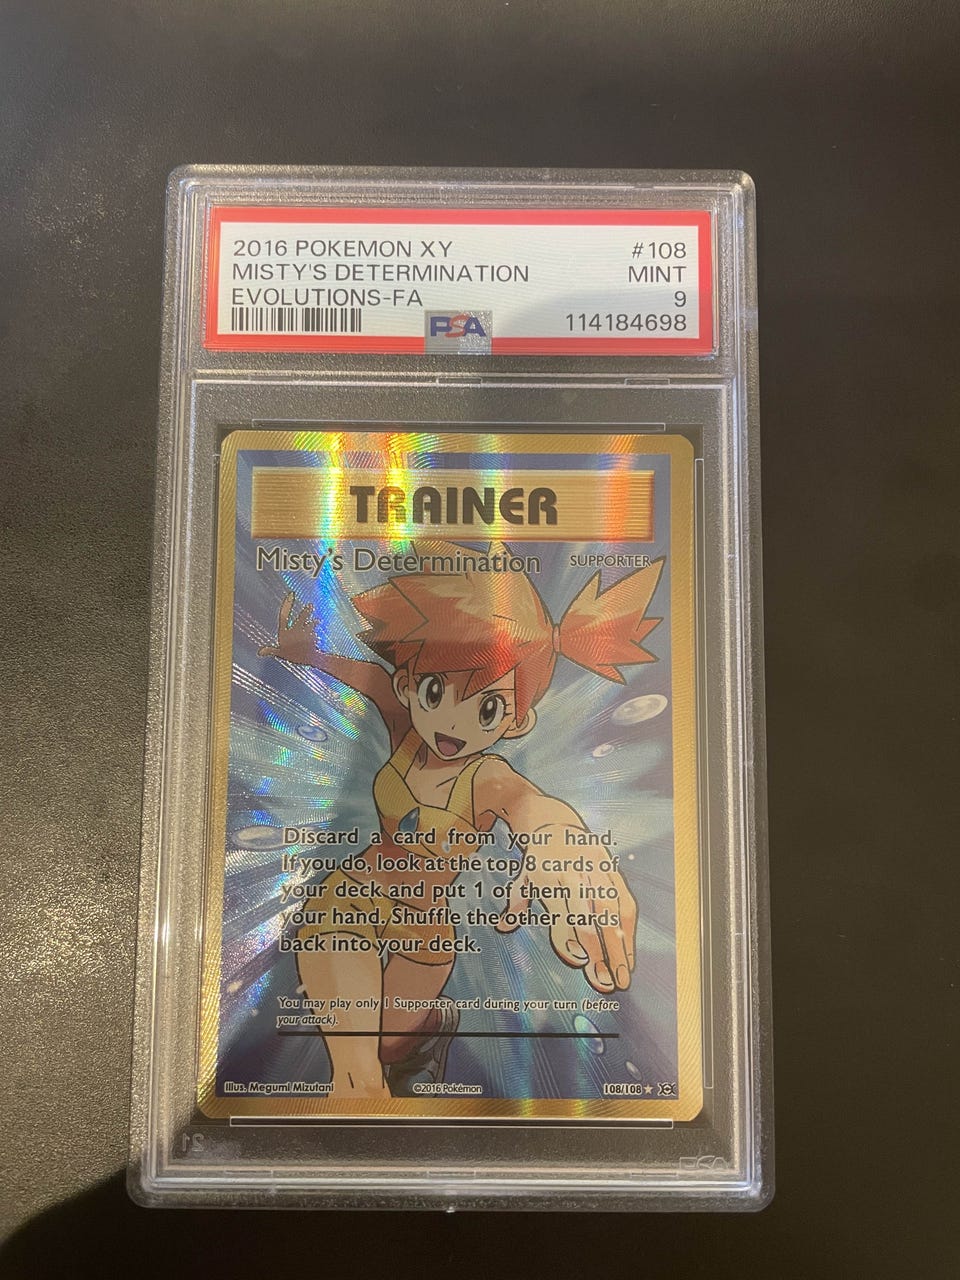 2016 POKEMON XY #108
MISTY'S DETERMINATION MINT
EVOLUTIONS-FA 9
PSA 114184698
TRAINER
Misty's Determination SUPPORTER
Discard a card from your hand.
If you do, look at the top 8 cards of
your deck and put 1 of them into
your hand. Shuffle the other cards
back into your deck.
You may play only 1 Supporter card during your turn (before
your attack).
Illus. Megumi Mizutani ©2016 Pokémon 108/108
21
PSA